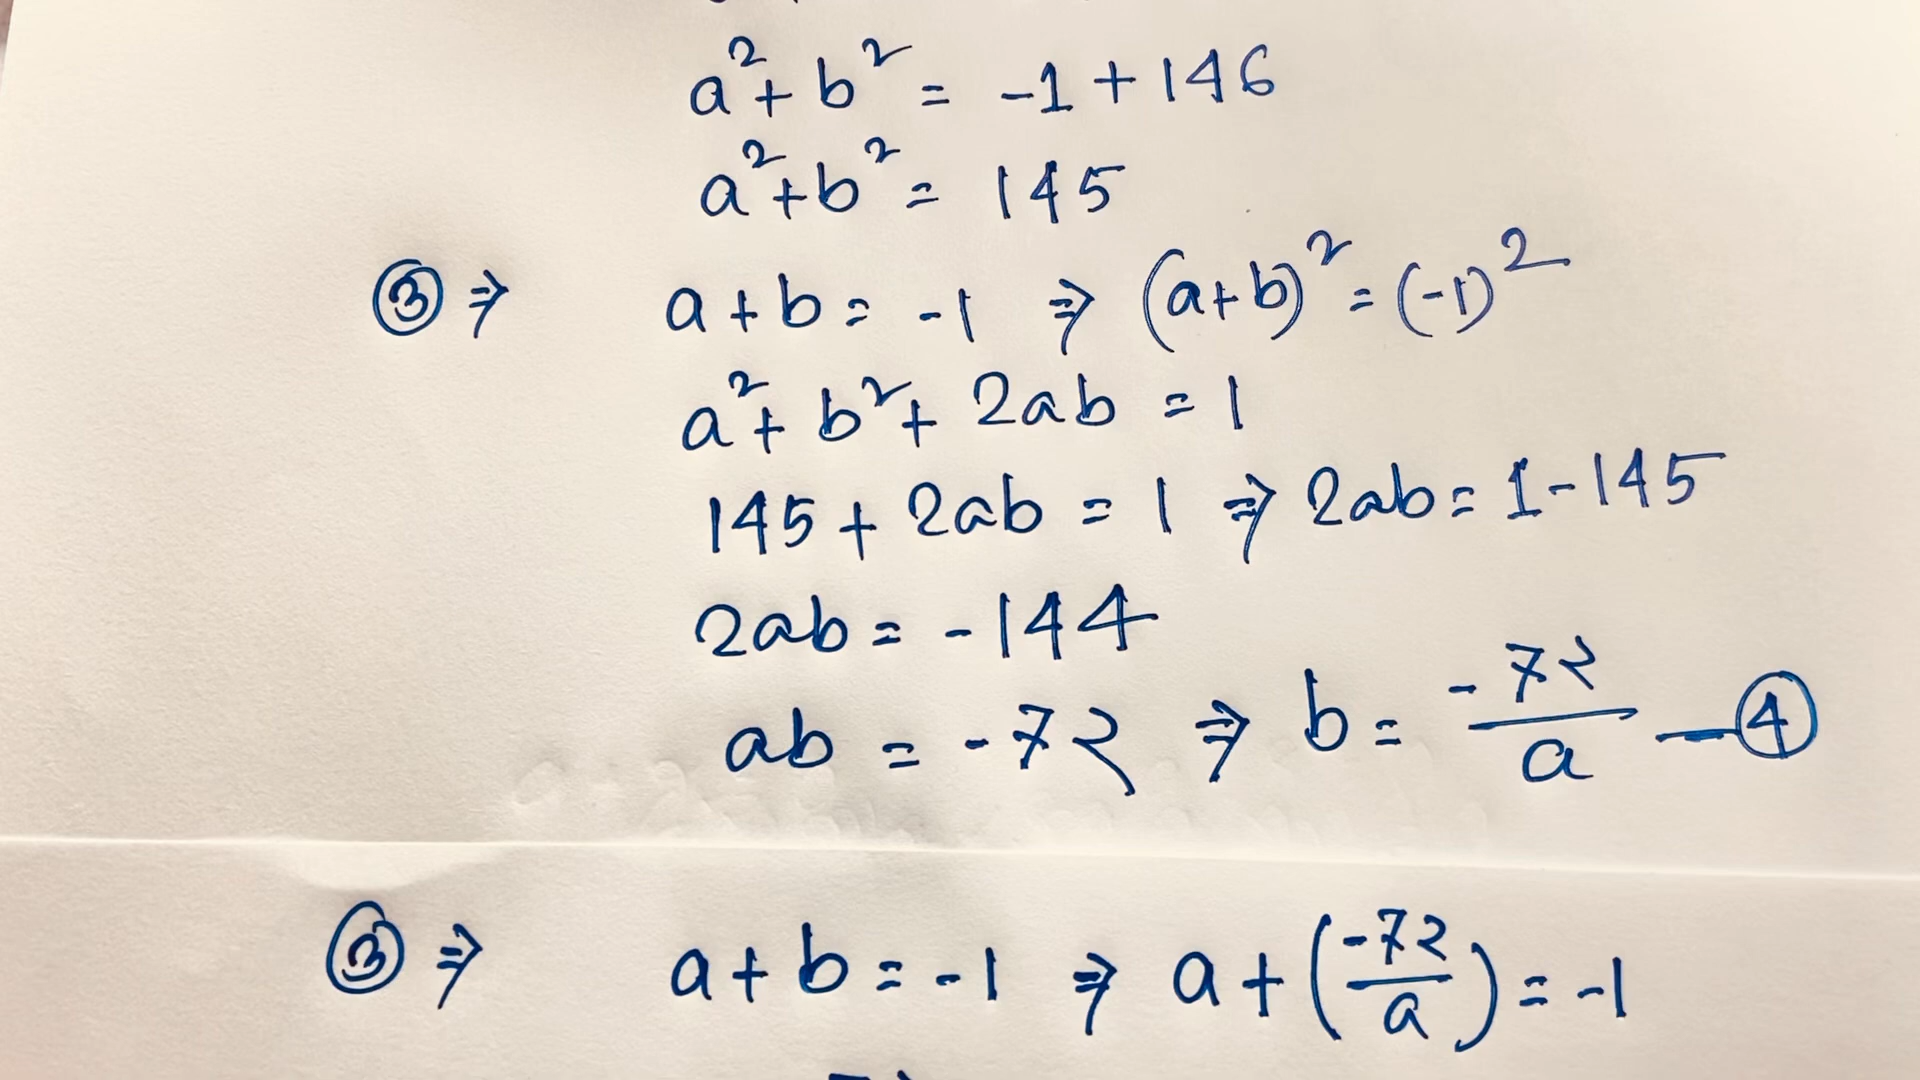 a² + b² = -1 + 146
a² + b² = 145
③ ⇒ a + b = -1 ⇒ (a+b)² = (-1)²
a² + b² + 2ab = 1
145 + 2ab = 1 ⇒ 2ab = 1 - 145
2ab = -144
ab = -72 ⇒ b = -72/a — ④
③ ⇒ a + b = -1 ⇒ a + (-72/a) = -1